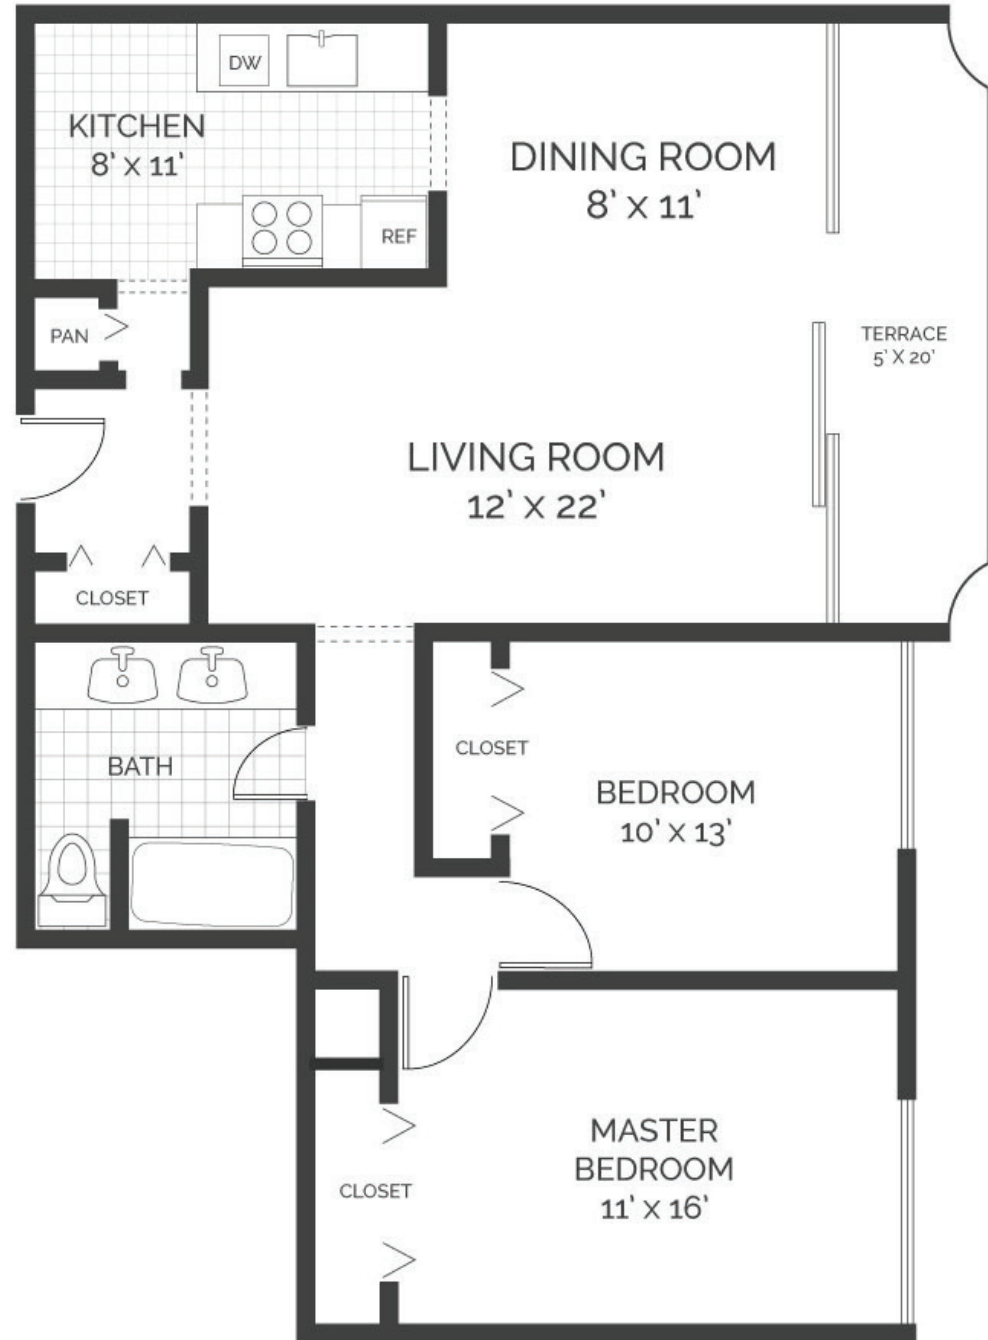 DW
KITCHEN
8' X 11'
DINING ROOM
8' X 11'
REF
PAN
TERRACE
5' X 20'
LIVING ROOM
12' X 22'
CLOSET
BATH
CLOSET
BEDROOM
10' X 13'
MASTER
BEDROOM
11' X 16'
CLOSET